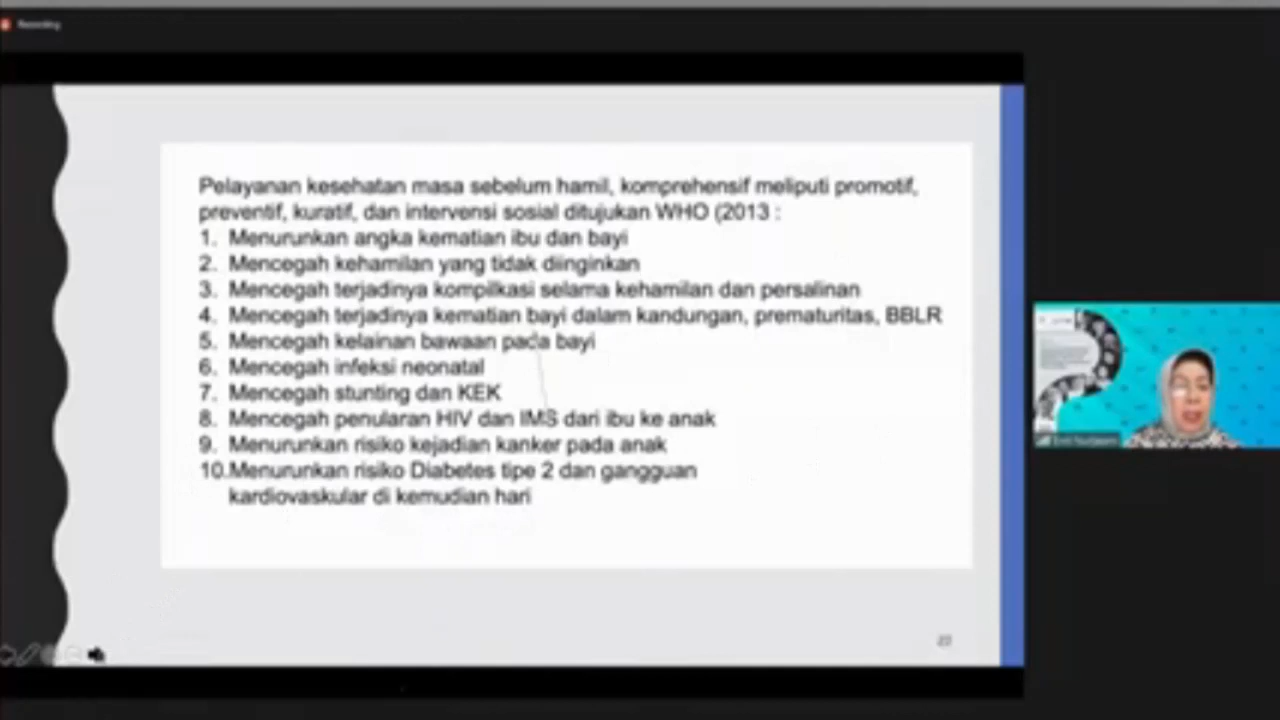 Recording
Pelayanan kesehatan masa sebelum hamil, komprehensif meliputi promotif,
preventif, kuratif, dan intervensi sosial ditujukan WHO (2013 :
1. Menurunkan angka kematian ibu dan bayi
2. Mencegah kehamilan yang tidak diinginkan
3. Mencegah terjadinya kompilkasi selama kehamilan dan persalinan
4. Mencegah terjadinya kematian bayi dalam kandungan, prematuritas, BBLR
5. Mencegah kelainan bawaan pada bayi
6. Mencegah infeksi neonatal
7. Mencegah stunting dan KEK
8. Mencegah penularan HIV dan IMS dari ibu ke anak
9. Menurunkan risiko kejadian kanker pada anak
10.Menurunkan risiko Diabetes tipe 2 dan gangguan
kardiovaskular di kemudian hari
22